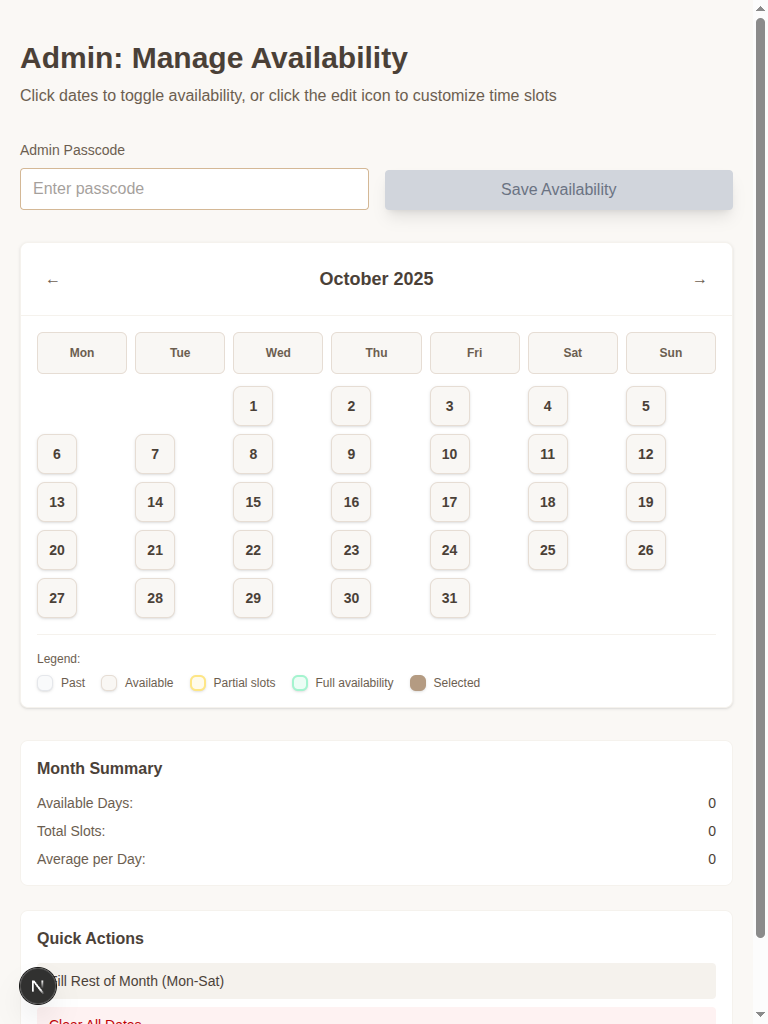 Admin: Manage Availability
Click dates to toggle availability, or click the edit icon to customize time slots
Admin Passcode
Enter passcode
Save Availability
← October 2025 →
Mon Tue Wed Thu Fri Sat Sun
1 2 3 4 5
6 7 8 9 10 11 12
13 14 15 16 17 18 19
20 21 22 23 24 25 26
27 28 29 30 31
Legend:
Past Available Partial slots Full availability Selected
Month Summary
Available Days: 0
Total Slots: 0
Average per Day: 0
Quick Actions
Fill Rest of Month (Mon-Sat)
N
Clear All Dates